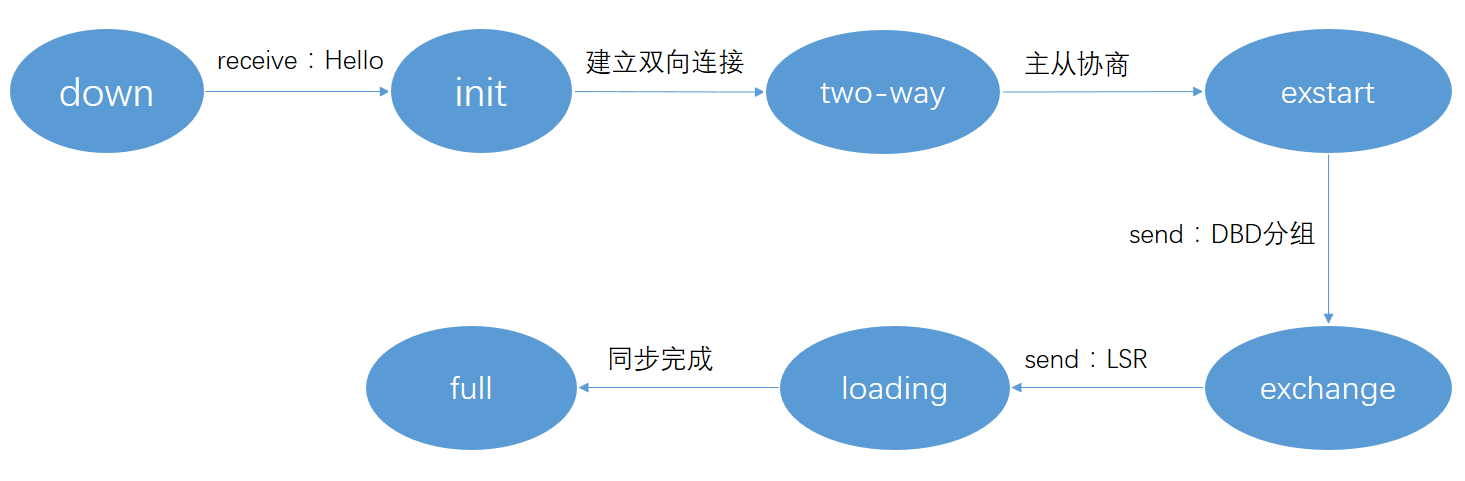 down
receive：Hello
init
建立双向连接
two-way
主从协商
exstart
send：DBD分组
exchange
send：LSR
loading
同步完成
full